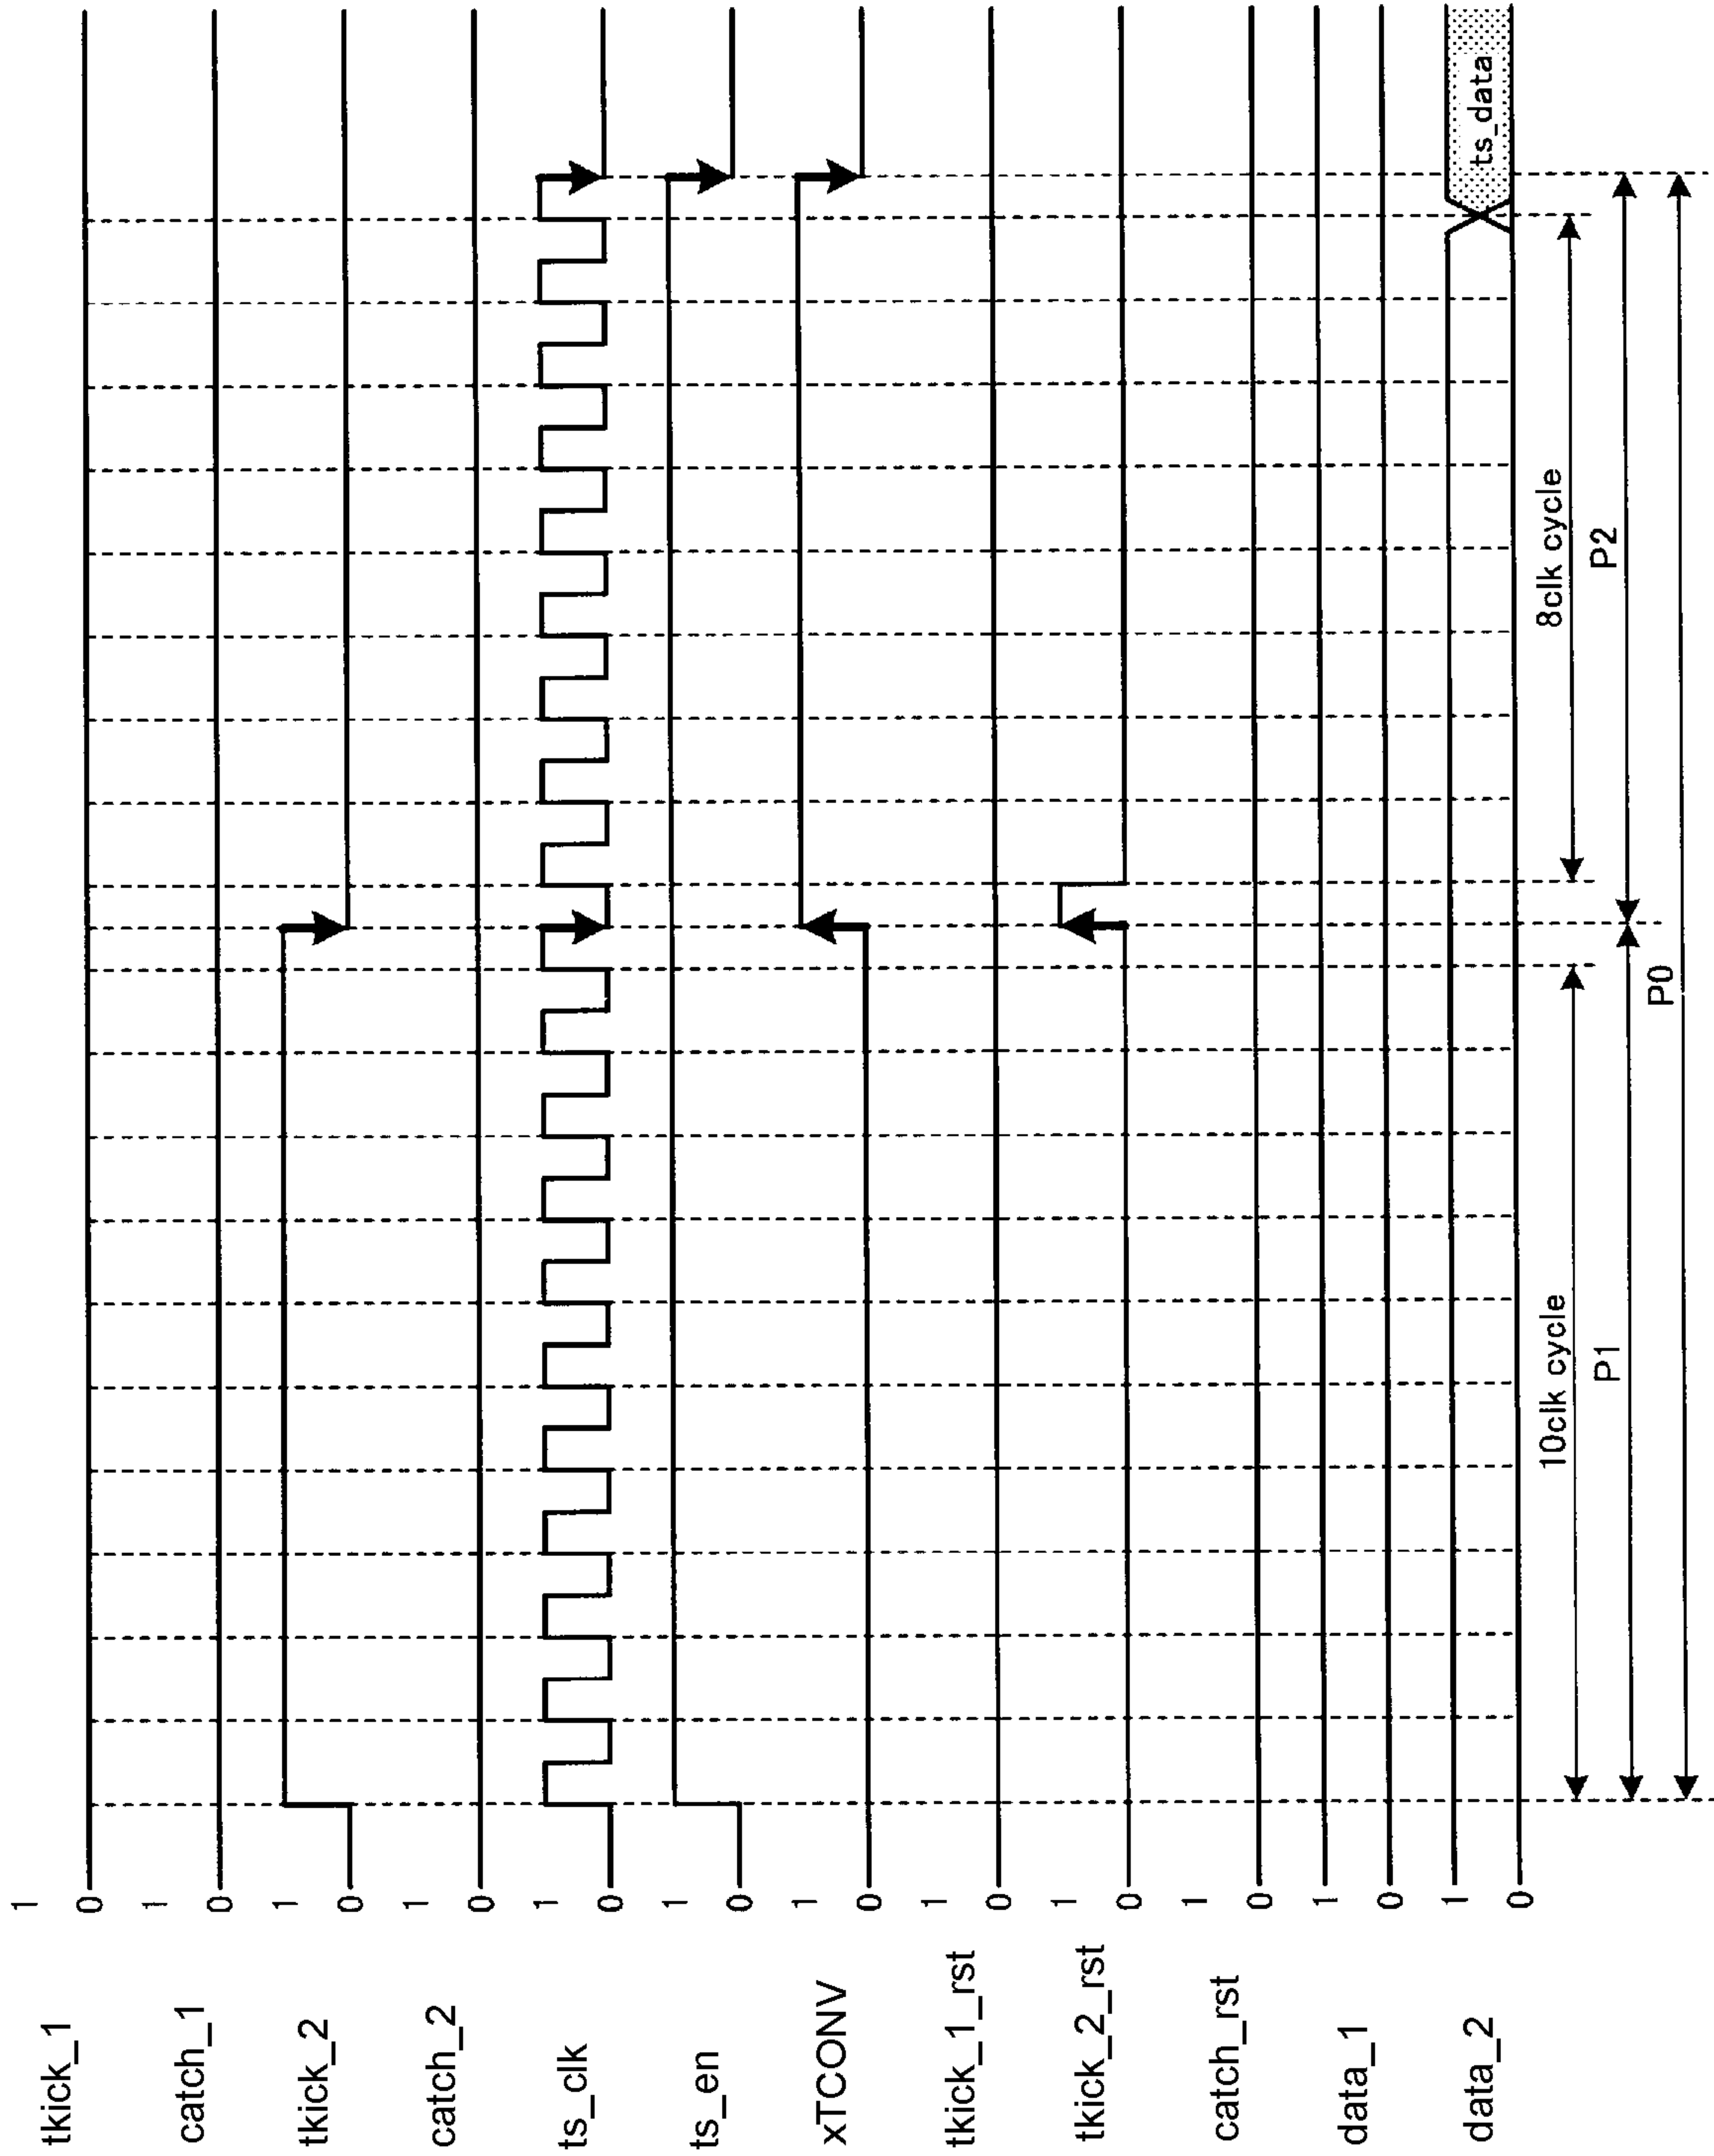 tkick_1
1
0
catch_1
1
0
tkick_2
1
0
catch_2
1
0
ts_clk
1
0
ts_en
1
0
xTCONV
1
0
tkick_1_rst
1
0
tkick_2_rst
1
0
catch_rst
1
0
data_1
1
0
data_2
1
0
ts_data
10clk cycle
8clk cycle
P1
P2
P0